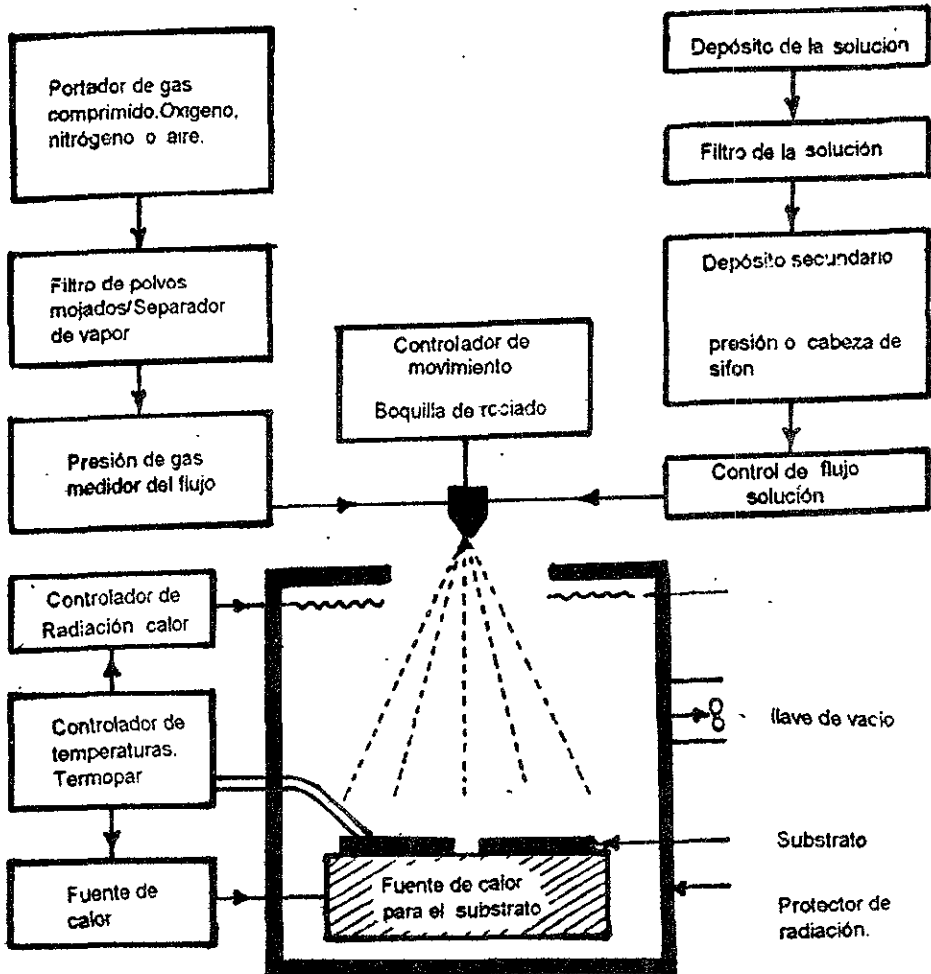 Portador de gas
comprimido.Oxigeno,
nitrógeno o aire.
Filtro de polvos
mojados/Separador
de vapor
Presión de gas
medidor del flujo
Controlador de
Radiación calor
Controlador de
temperaturas.
Termopar
Fuente de
calor
Controlador de
movimiento
Boquilla de rociado
Fuente de calor
para el substrato
Depósito de la solución
Filtro de la solución
Depósito secundario
presión o cabeza de
sifon
Control de flujo
solución
llave de vacio
Substrato
Protector de
radiación.